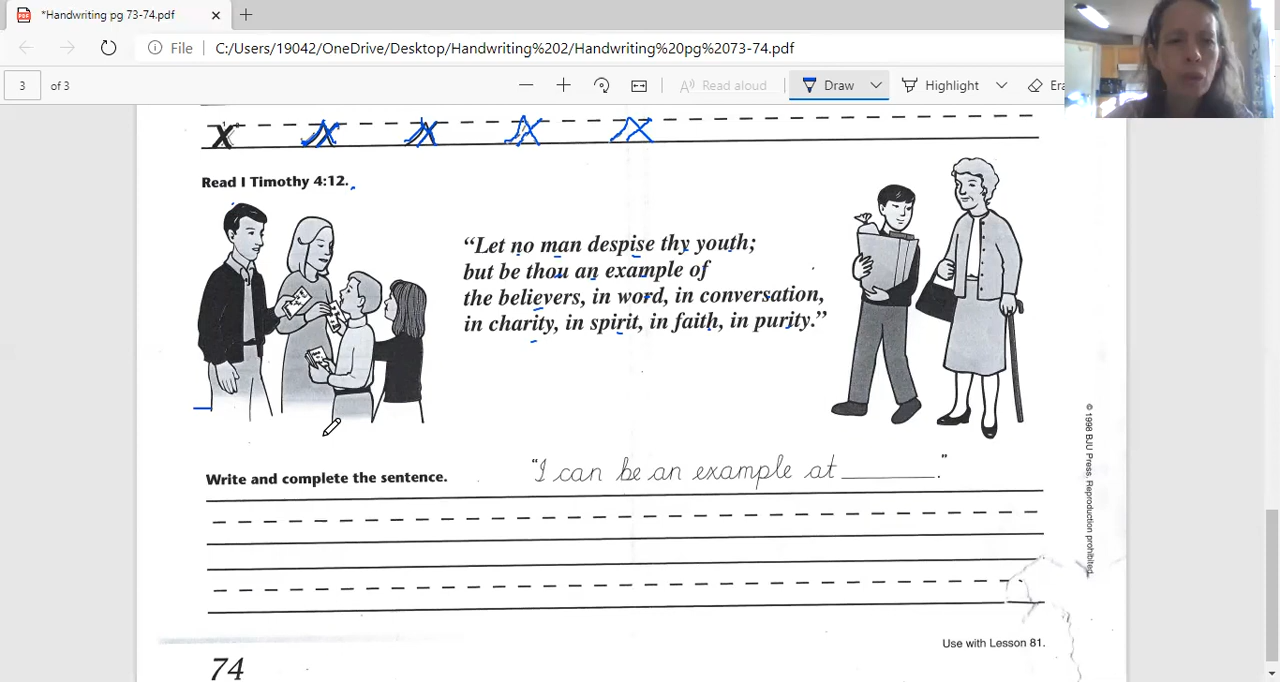 *Handwriting pg 73-74.pdf
File C:/Users/19042/OneDrive/Desktop/Handwriting%202/Handwriting%20pg%2073-74.pdf
3 of 3 Read aloud Draw Highlight Era
x x x x x
Read I Timothy 4:12.
“Let no man despise thy youth;
but be thou an example of
the believers, in word, in conversation,
in charity, in spirit, in faith, in purity.”
Write and complete the sentence. "I can be an example at ______."
© 1998 BJU Press. Reproduction prohibited.
Use with Lesson 81.
74